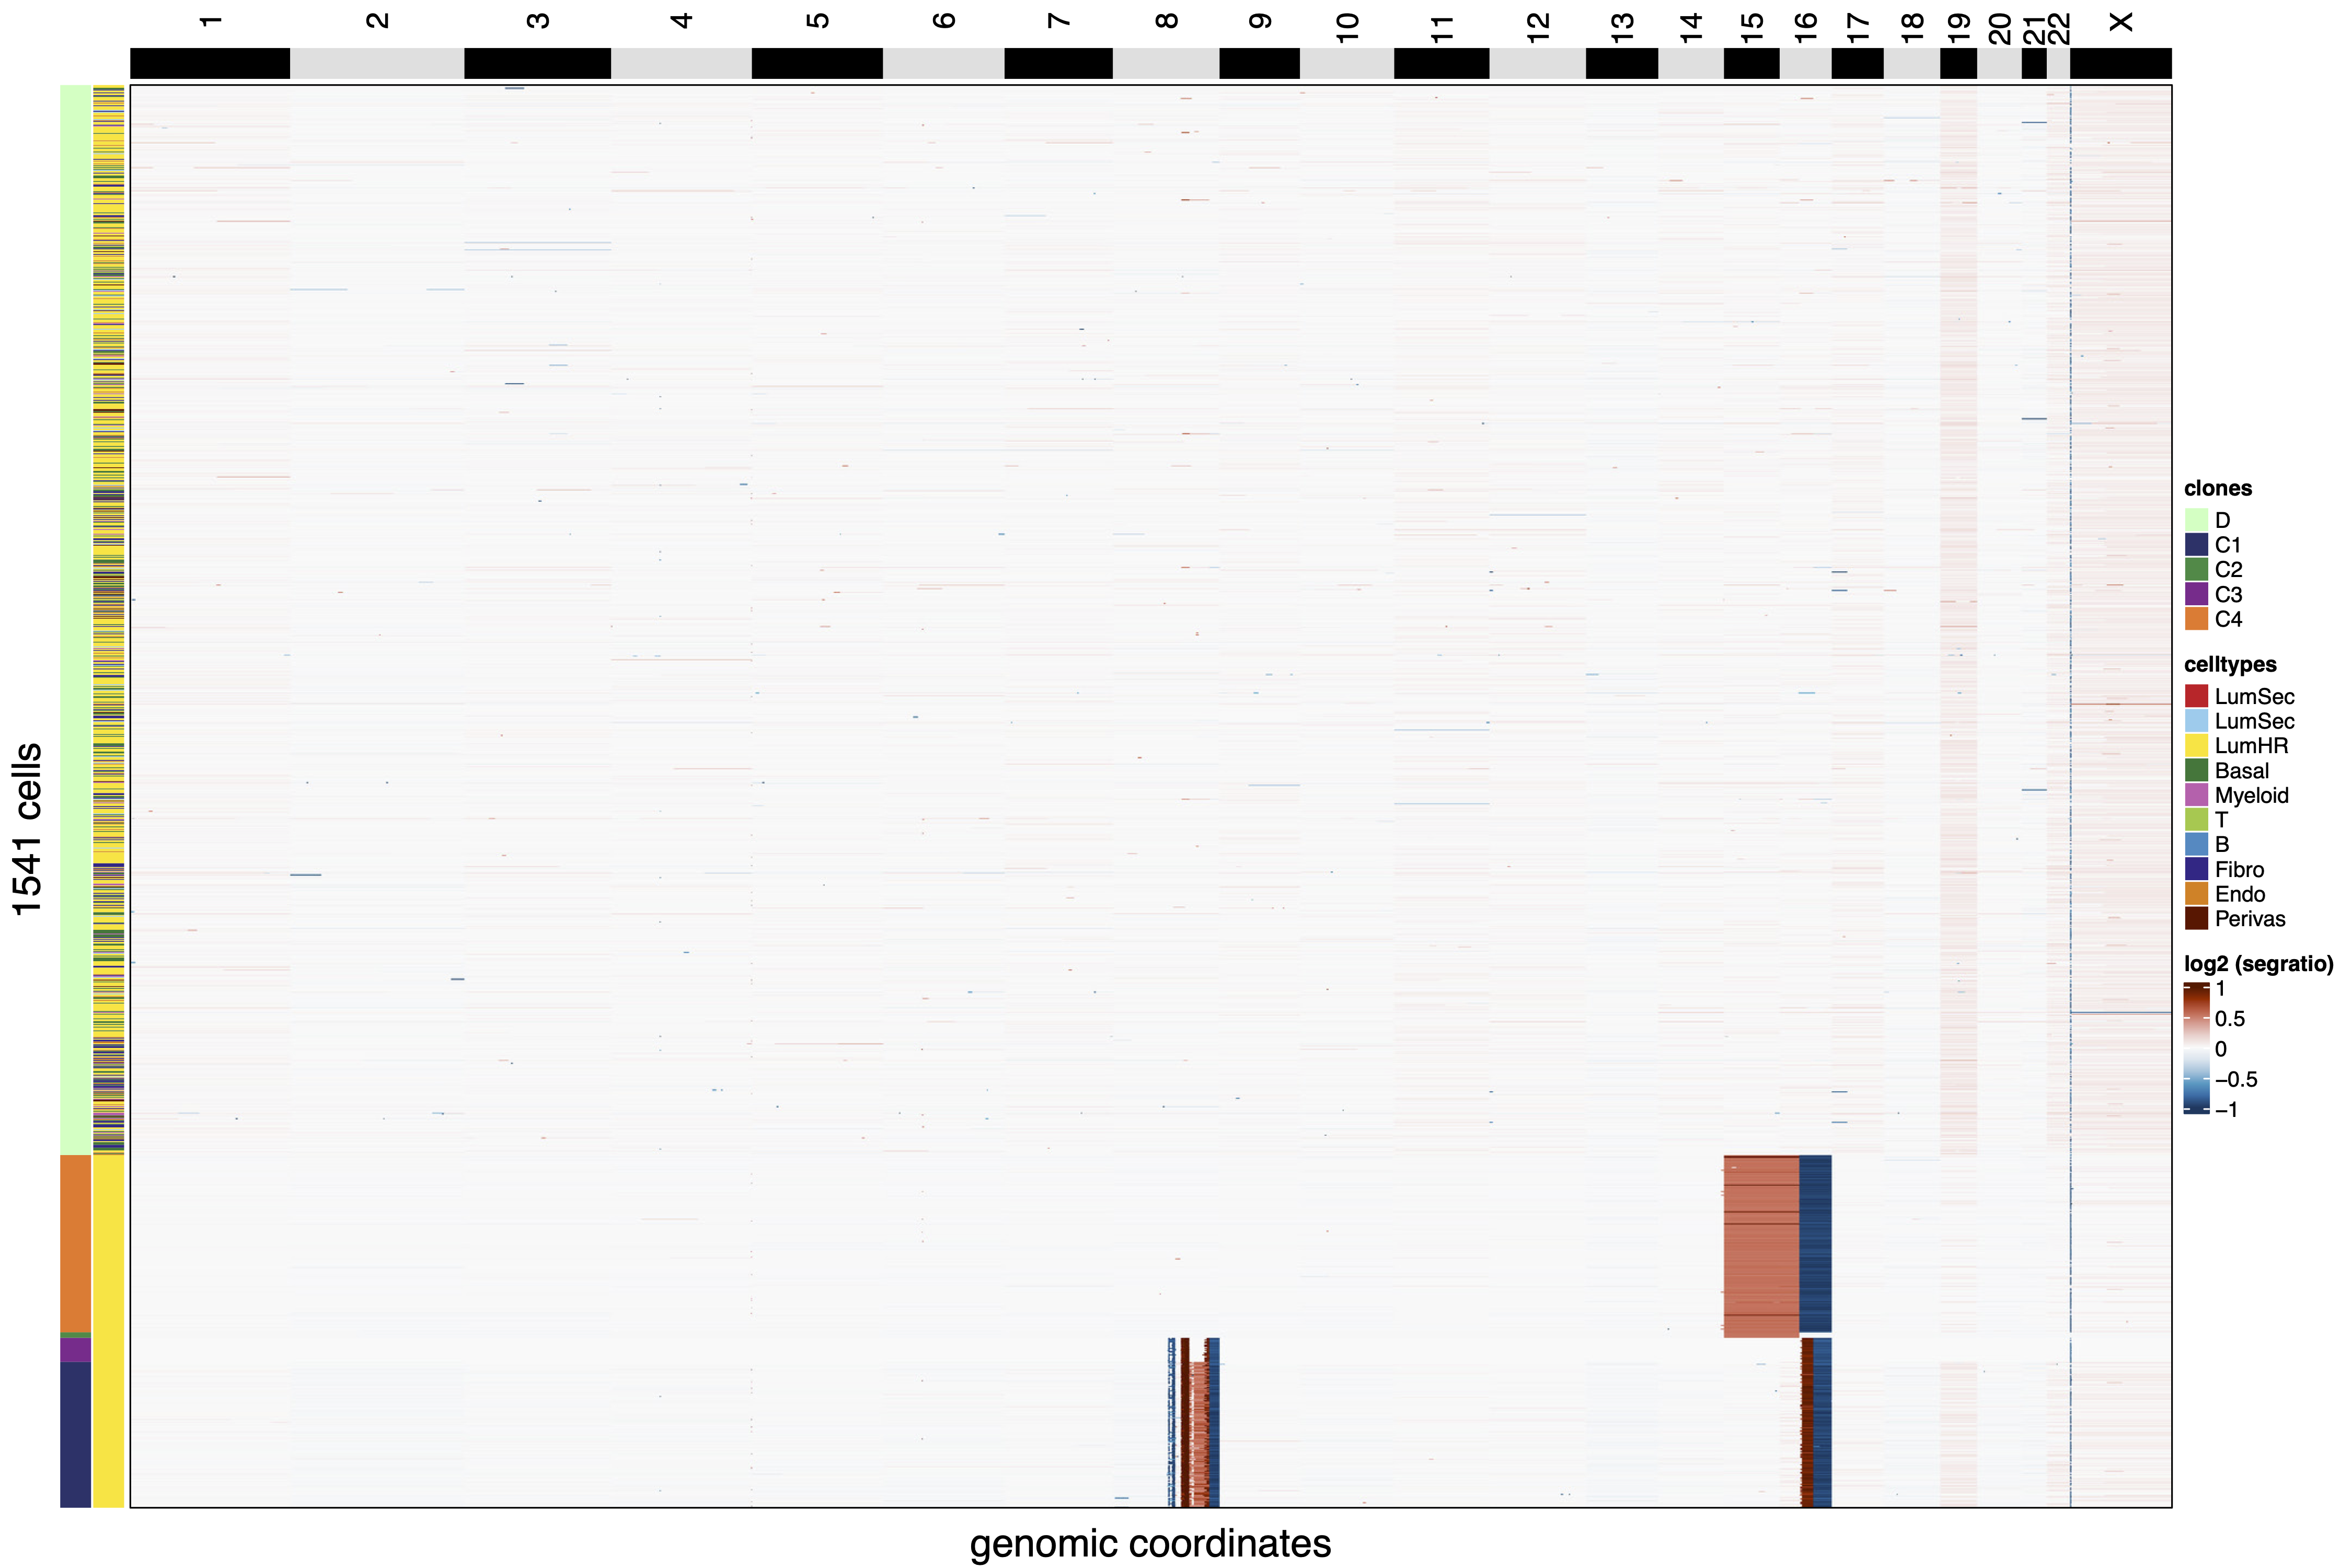 1 2 3 4 5 6 7 8 9 10 11 12 13 14 15 16 17 18 19 20 21 22 X
1541 cells
genomic coordinates
clones
D
C1
C2
C3
C4
celltypes
LumSec
LumSec
LumHR
Basal
Myeloid
T
B
Fibro
Endo
Perivas
log2 (segratio)
1
0.5
0
−0.5
−1